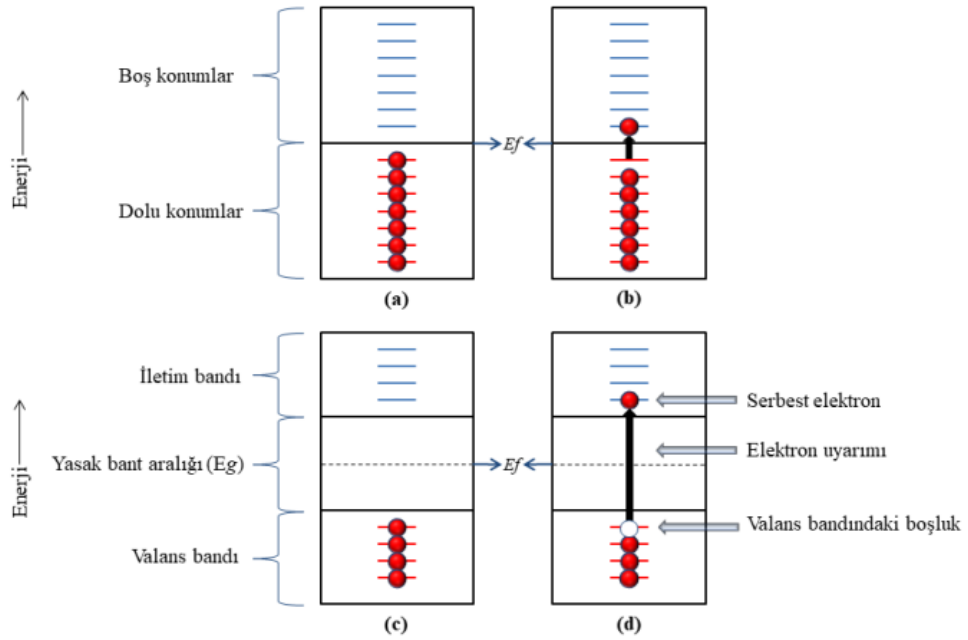 Enerji
Boş konumlar
Dolu konumlar
Ef
(a)
(b)
Enerji
İletim bandı
Yasak bant aralığı (Eg)
Valans bandı
Ef
Serbest elektron
Elektron uyarımı
Valans bandındaki boşluk
(c)
(d)